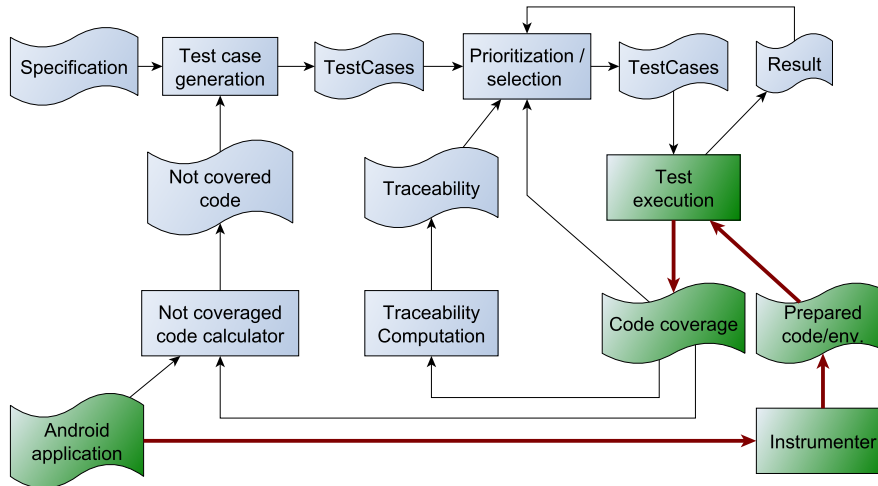 Specification
Test case
generation
TestCases
Prioritization /
selection
TestCases
Result
Not covered
code
Traceability
Test
execution
Not coveraged
code calculator
Traceability
Computation
Code coverage
Prepared
code/env.
Android
application
Instrumenter